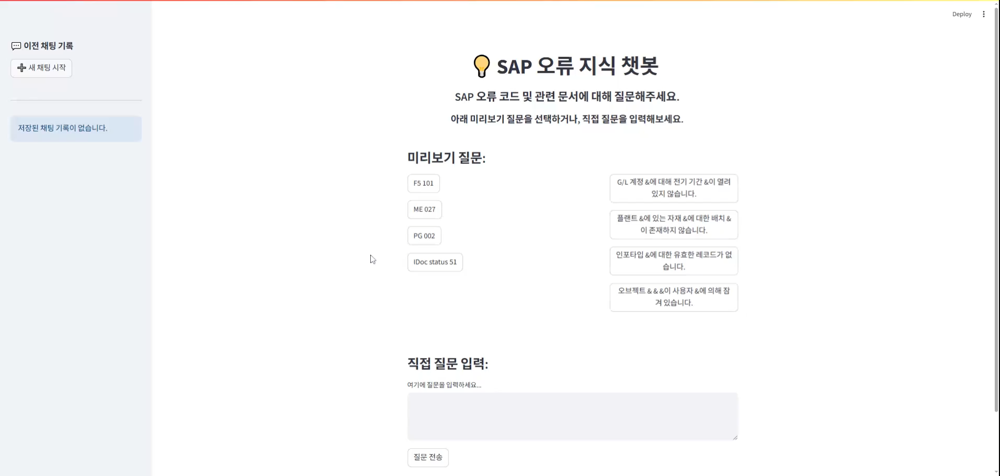 Deploy
이전 채팅 기록
새 채팅 시작
저장된 채팅 기록이 없습니다.
SAP 오류 지식 챗봇
SAP 오류 코드 및 관련 문서에 대해 질문해주세요.
아래 미리보기 질문을 선택하거나, 직접 질문을 입력해보세요.
미리보기 질문:
F5 101
ME 027
PG 002
IDoc status 51
G/L 계정 &에 대해 전기 기간 &이 열려
있지 않습니다.
플랜트 &에 있는 자재 &에 대한 배치 &
이 존재하지 않습니다.
인포타입 &에 대한 유효한 레코드가 없
습니다.
오브젝트 & & &이 사용자 &에 의해 잠
겨 있습니다.
직접 질문 입력:
여기에 질문을 입력하세요...
질문 전송